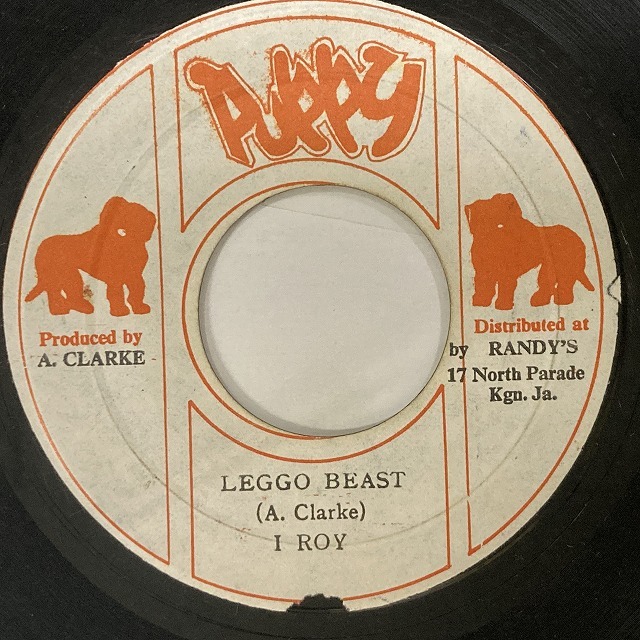 PUPPY
Produced by
A. CLARKE
Distributed at
by RANDY'S
17 North Parade
Kgn. Ja.
LEGGO BEAST
(A. Clarke)
I ROY